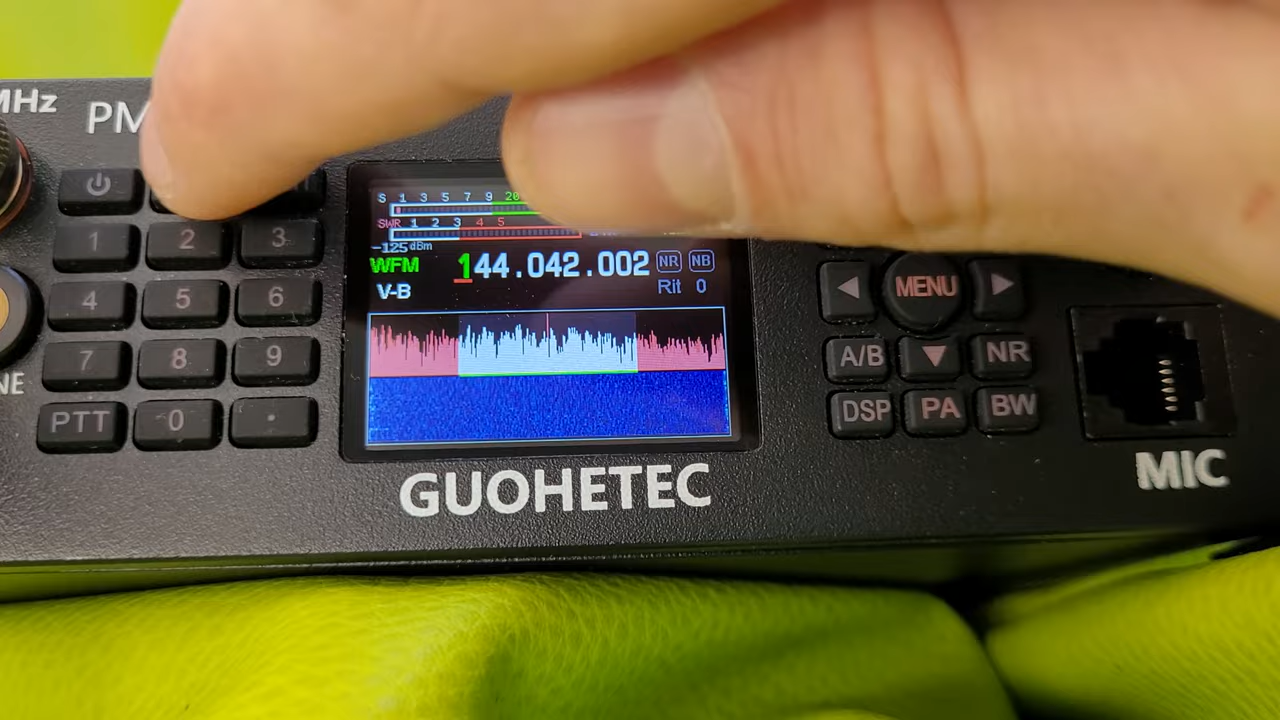 MHz
PM
S 1 3 5 7 9 20
SWR 1 2 3 4 5
-125 dBm
WFM 144.042.002 NR NB
V-B Rit 0
1 2 3
4 5 6
7 8 9
PTT 0 .
NE
GUOHETEC
MENU
A/B NR
DSP PA BW
MIC